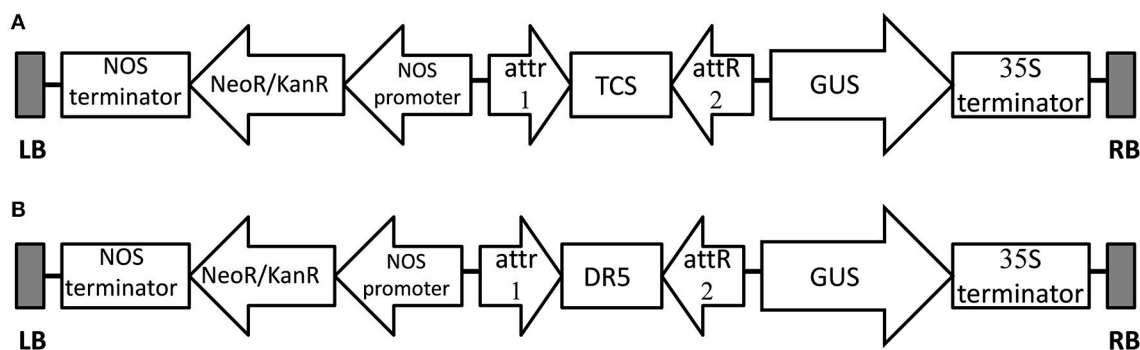 A
NOS
terminator
NeoR/KanR
NOS
promoter
attr
1
TCS
attR
2
GUS
35S
terminator
LB
RB
B
NOS
terminator
NeoR/KanR
NOS
promoter
attr
1
DR5
attR
2
GUS
35S
terminator
LB
RB